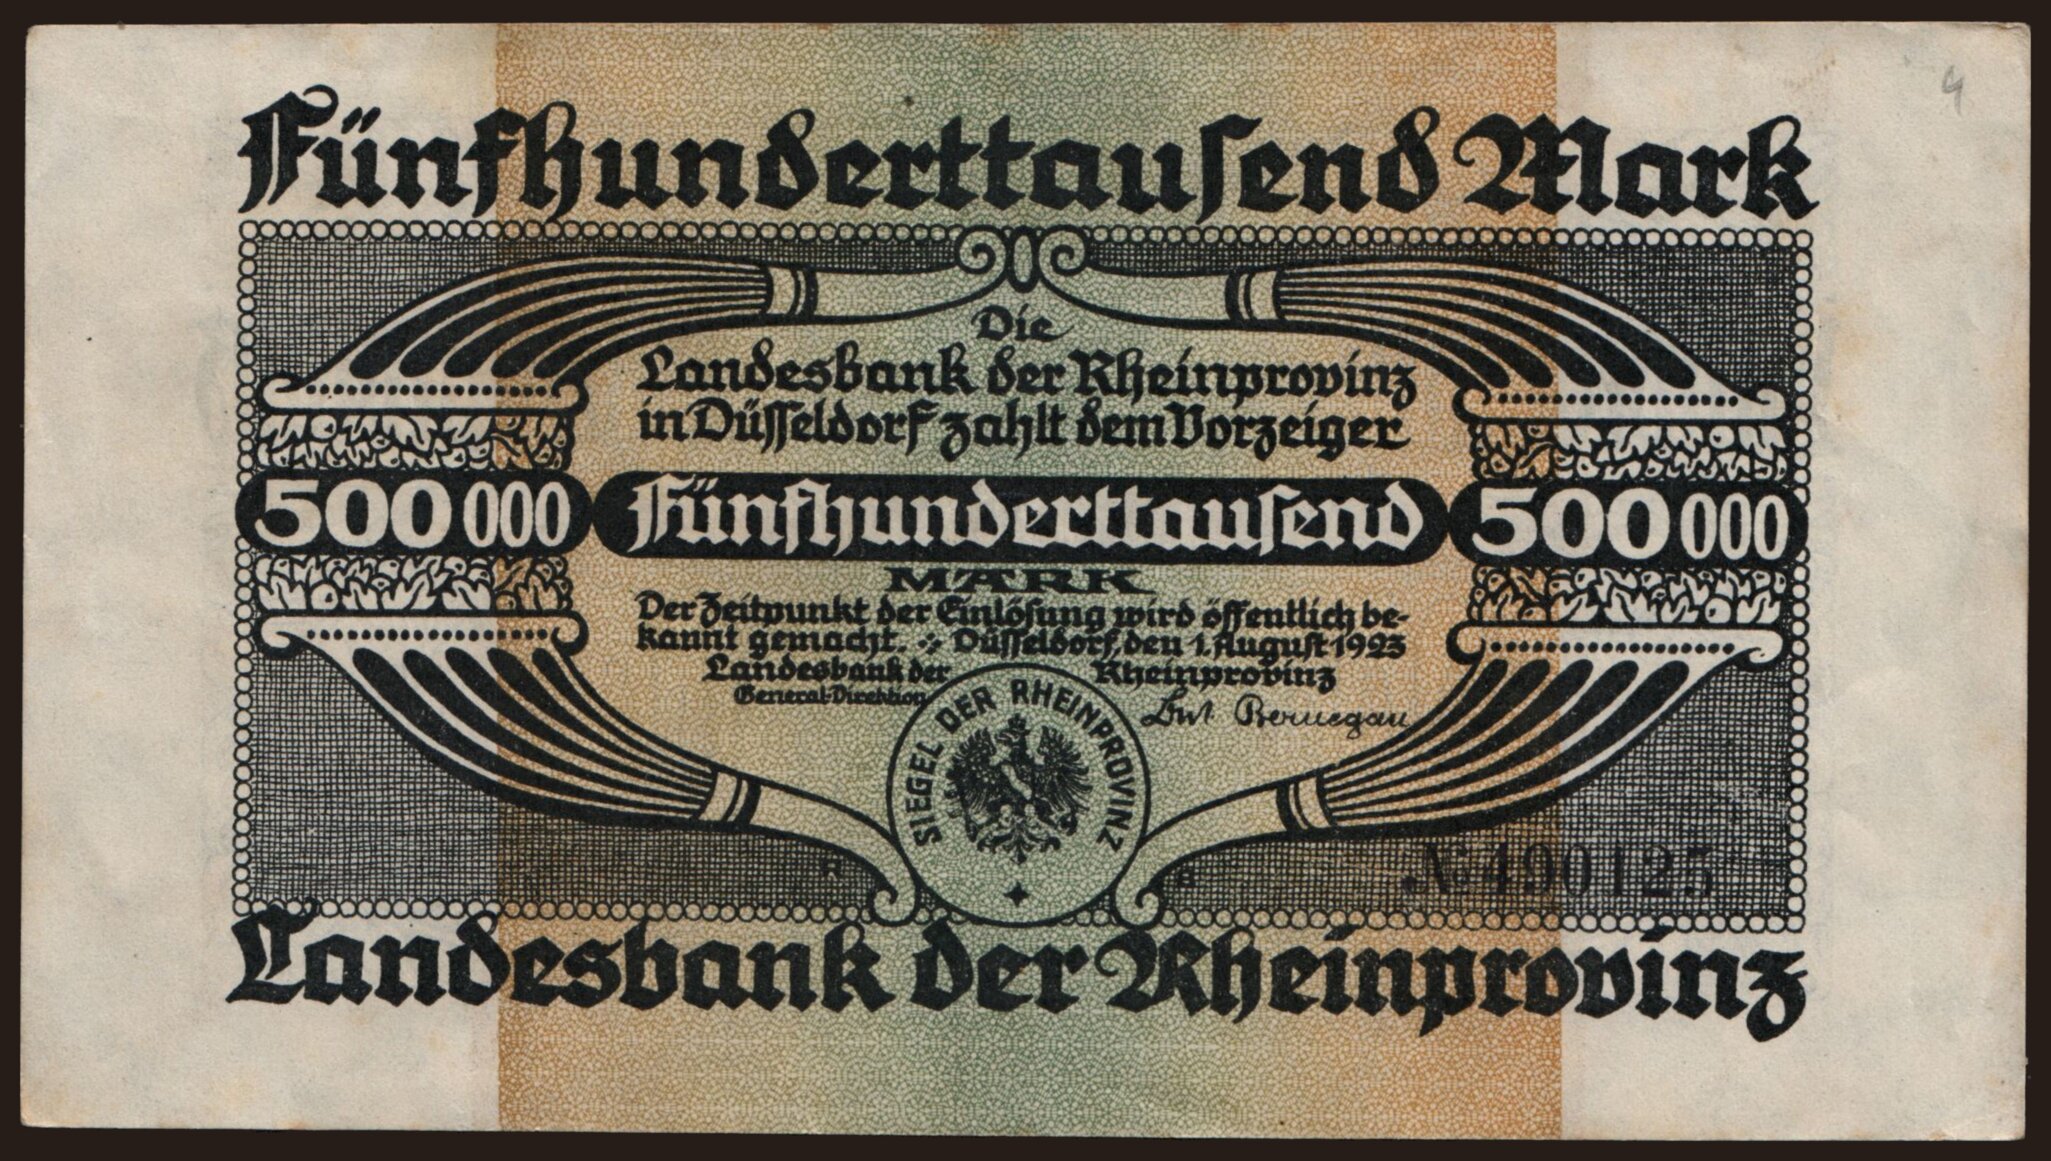 Fünfhunderttausend Mark
Die
Landesbank der Rheinprovinz
in Düsseldorf zahlt dem Vorzeiger
500 000 Fünfhunderttausend 500 000
MARK
Der Zeitpunkt der Einlösung wird öffentlich be-
kannt gemacht. Düsseldorf, den 1. August 1923
Landesbank der Rheinprovinz
General-Direktion
Bernegau
SIEGEL DER RHEINPROVINZ
№ 490125
Landesbank der Rheinprovinz
4